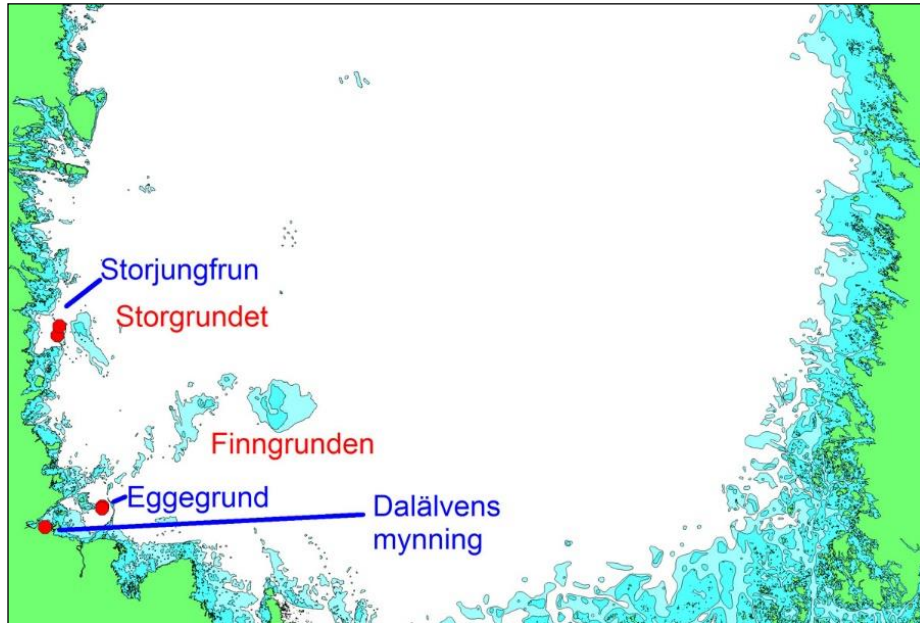 Storjungfrun
Storgrundet
Finngrunden
Eggegrund
Dalälvens
mynning